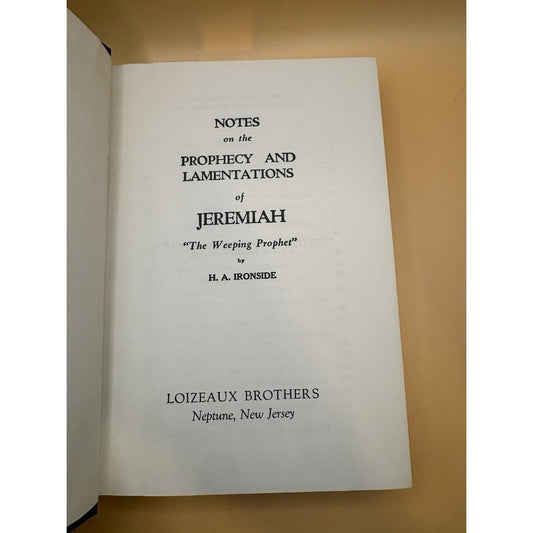 NOTES
on the
PROPHECY AND
LAMENTATIONS
of
JEREMIAH
"The Weeping Prophet"
by
H. A. IRONSIDE
LOIZEAUX BROTHERS
Neptune, New Jersey